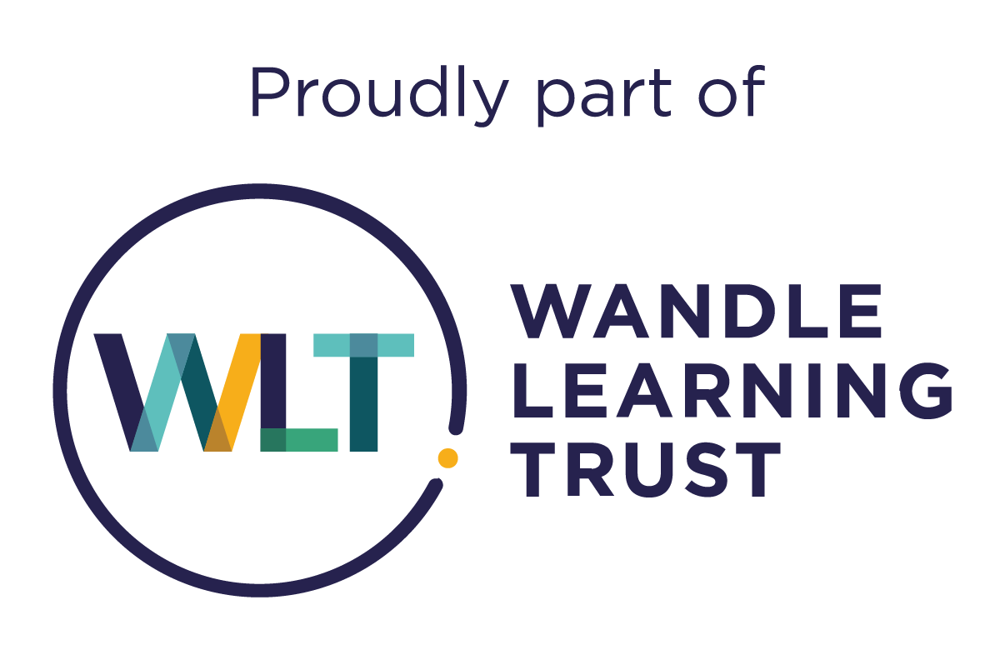 Proudly part of
WLT
WANDLE
LEARNING
TRUST